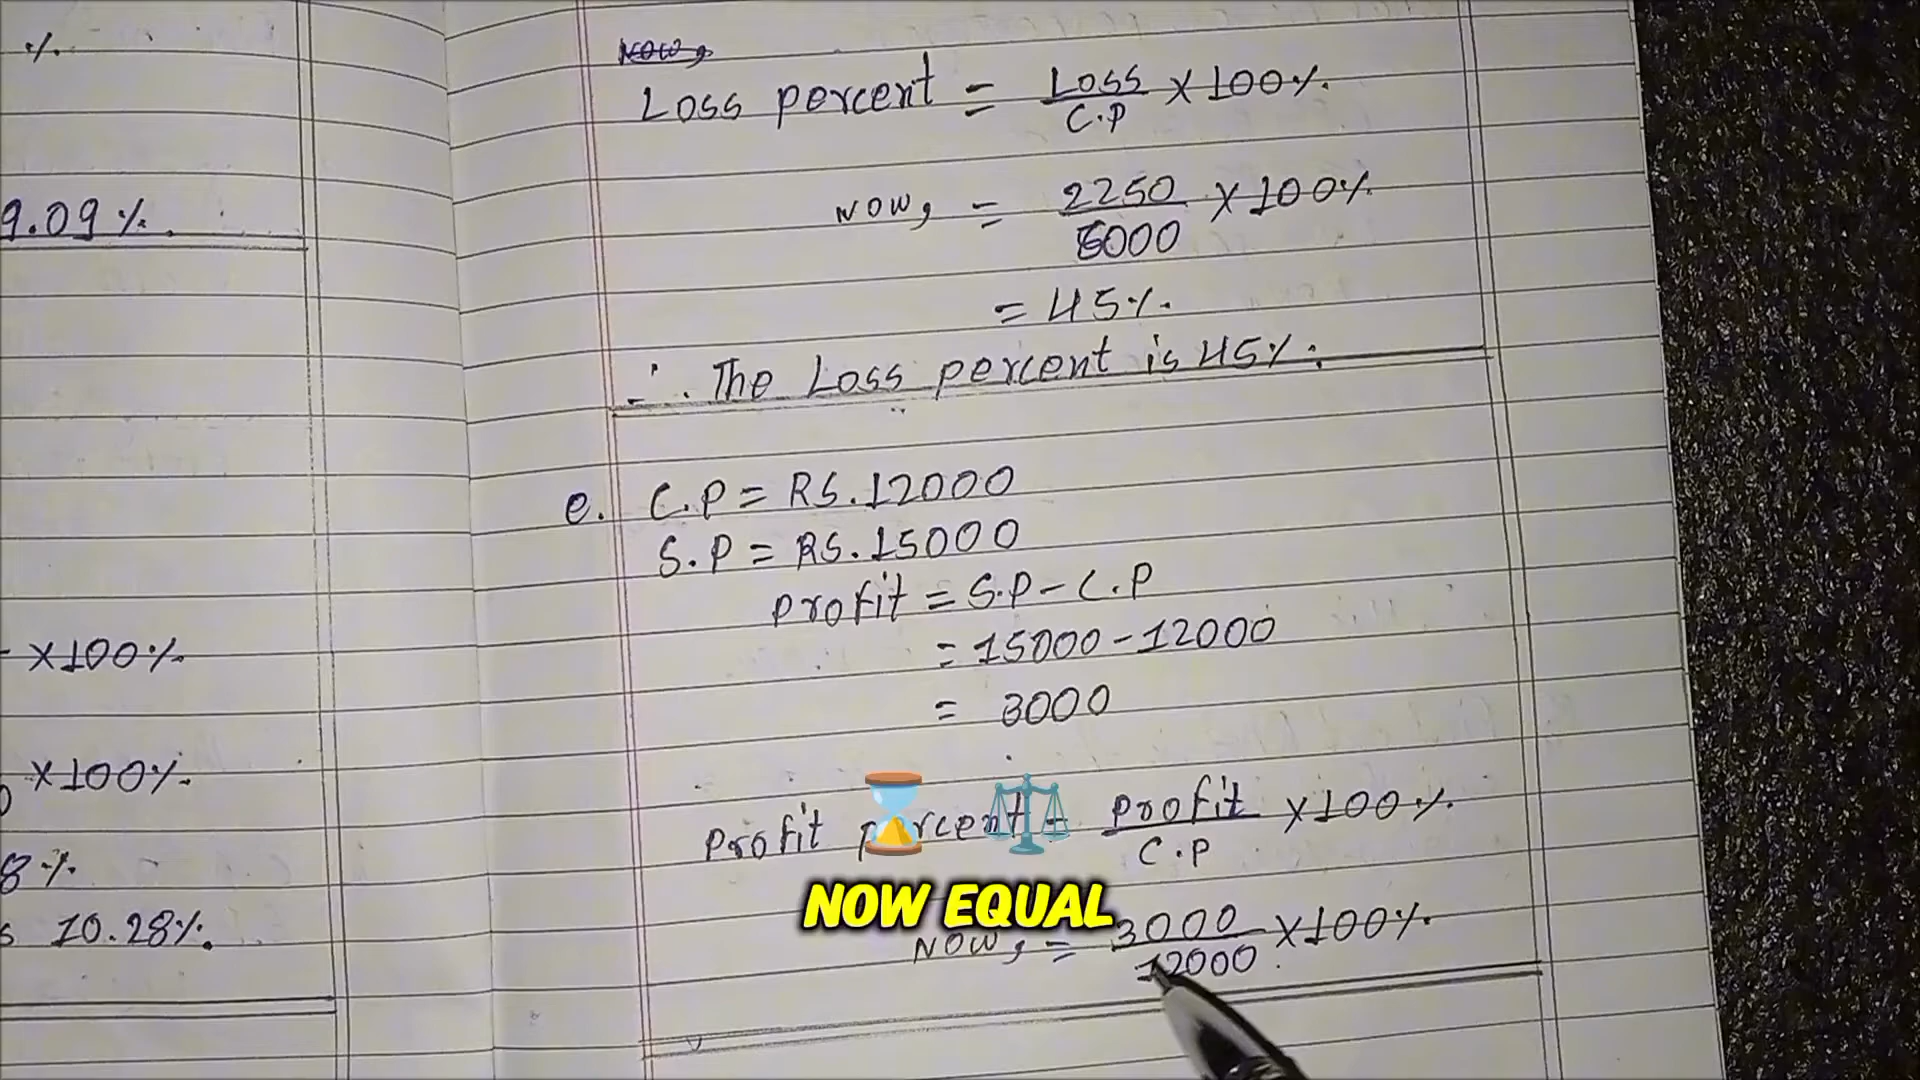 %.
9.09%.
×100%.
×100%.
8%.
s 10.28%.
Now,
Loss percent = Loss/C.P ×100%.
Now, = 2250/5000 ×100%.
= 45%.
∴ The Loss percent is 45%.
e. C.P = RS.12000
S.P = RS.15000
profit = S.P - C.P
= 15000 - 12000
= 3000
profit percent = profit/C.P ×100%.
NOW EQUAL
Now, = 3000/12000 ×100%.